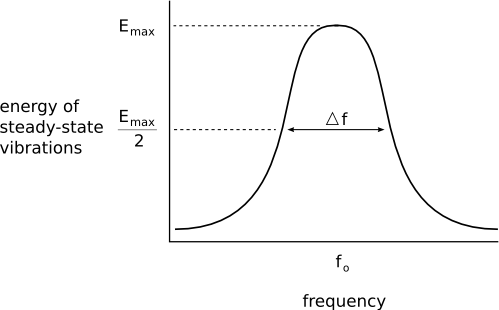 E_max
energy of
steady-state
vibrations
E_max
2
△f
f_o
frequency